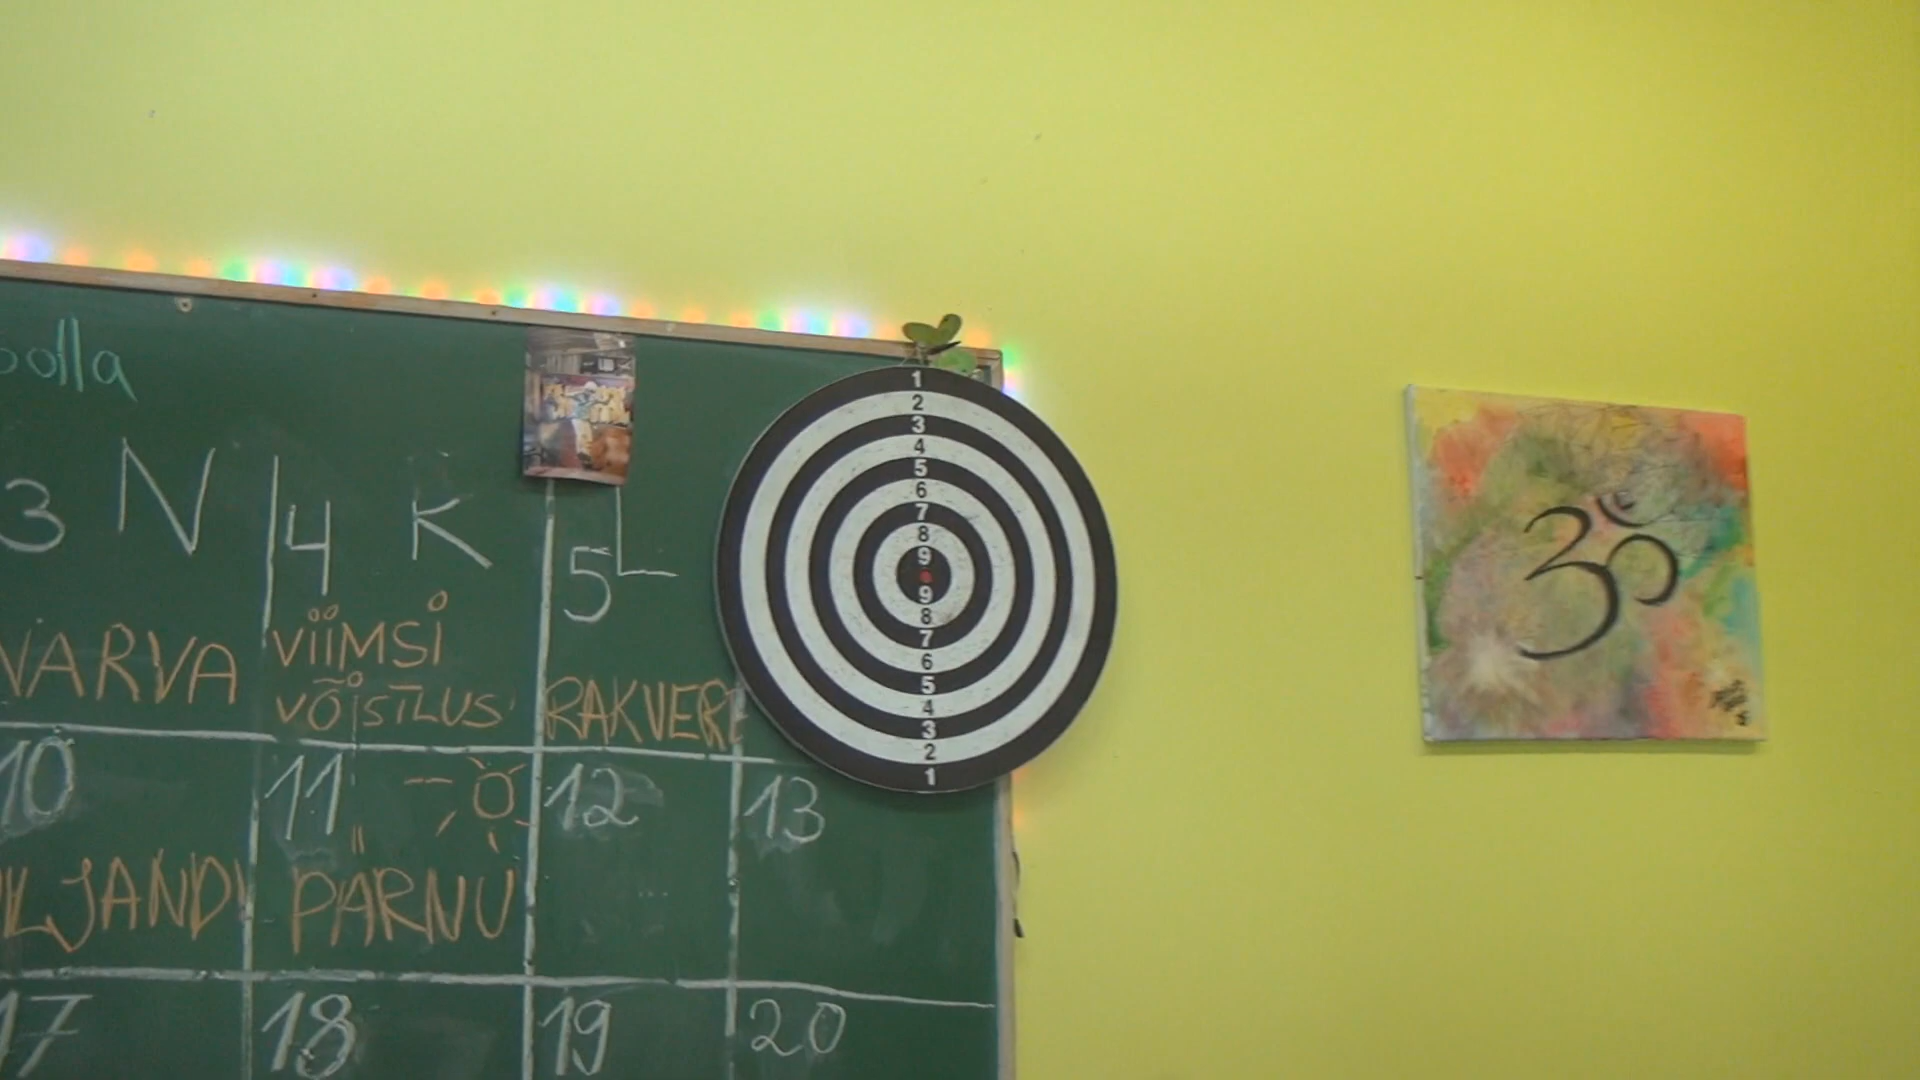 olla
3 N 4 K 5 L
NARVA
VIIMSI
VÕISTLUS
RAKVERE
10 11 12 13
ILJANDI
PÄRNU
17 18 19 20
1
2
3
4
5
6
7
8
9
9
8
7
6
5
4
3
2
1
ॐ